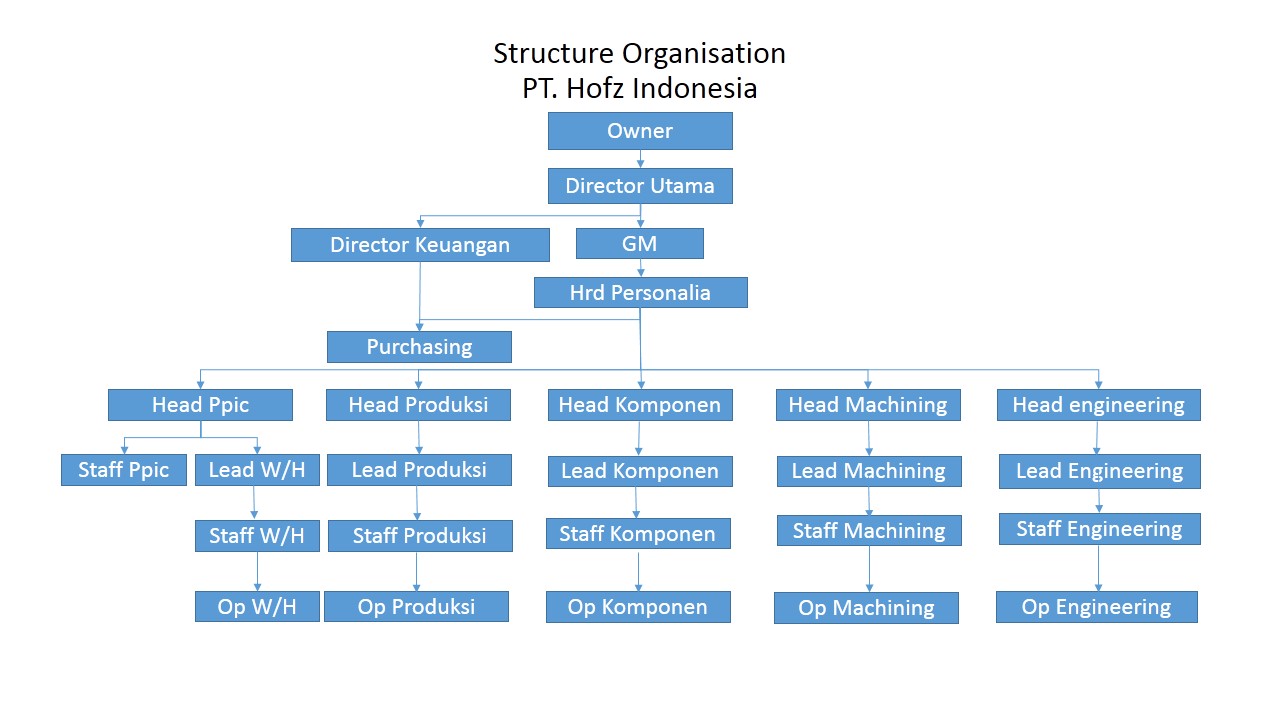 Structure Organisation
PT. Hofz Indonesia
Owner
Director Utama
Director Keuangan
GM
Hrd Personalia
Purchasing
Head Ppic
Head Produksi
Head Komponen
Head Machining
Head engineering
Staff Ppic
Lead W/H
Lead Produksi
Lead Komponen
Lead Machining
Lead Engineering
Staff W/H
Staff Produksi
Staff Komponen
Staff Machining
Staff Engineering
Op W/H
Op Produksi
Op Komponen
Op Machining
Op Engineering